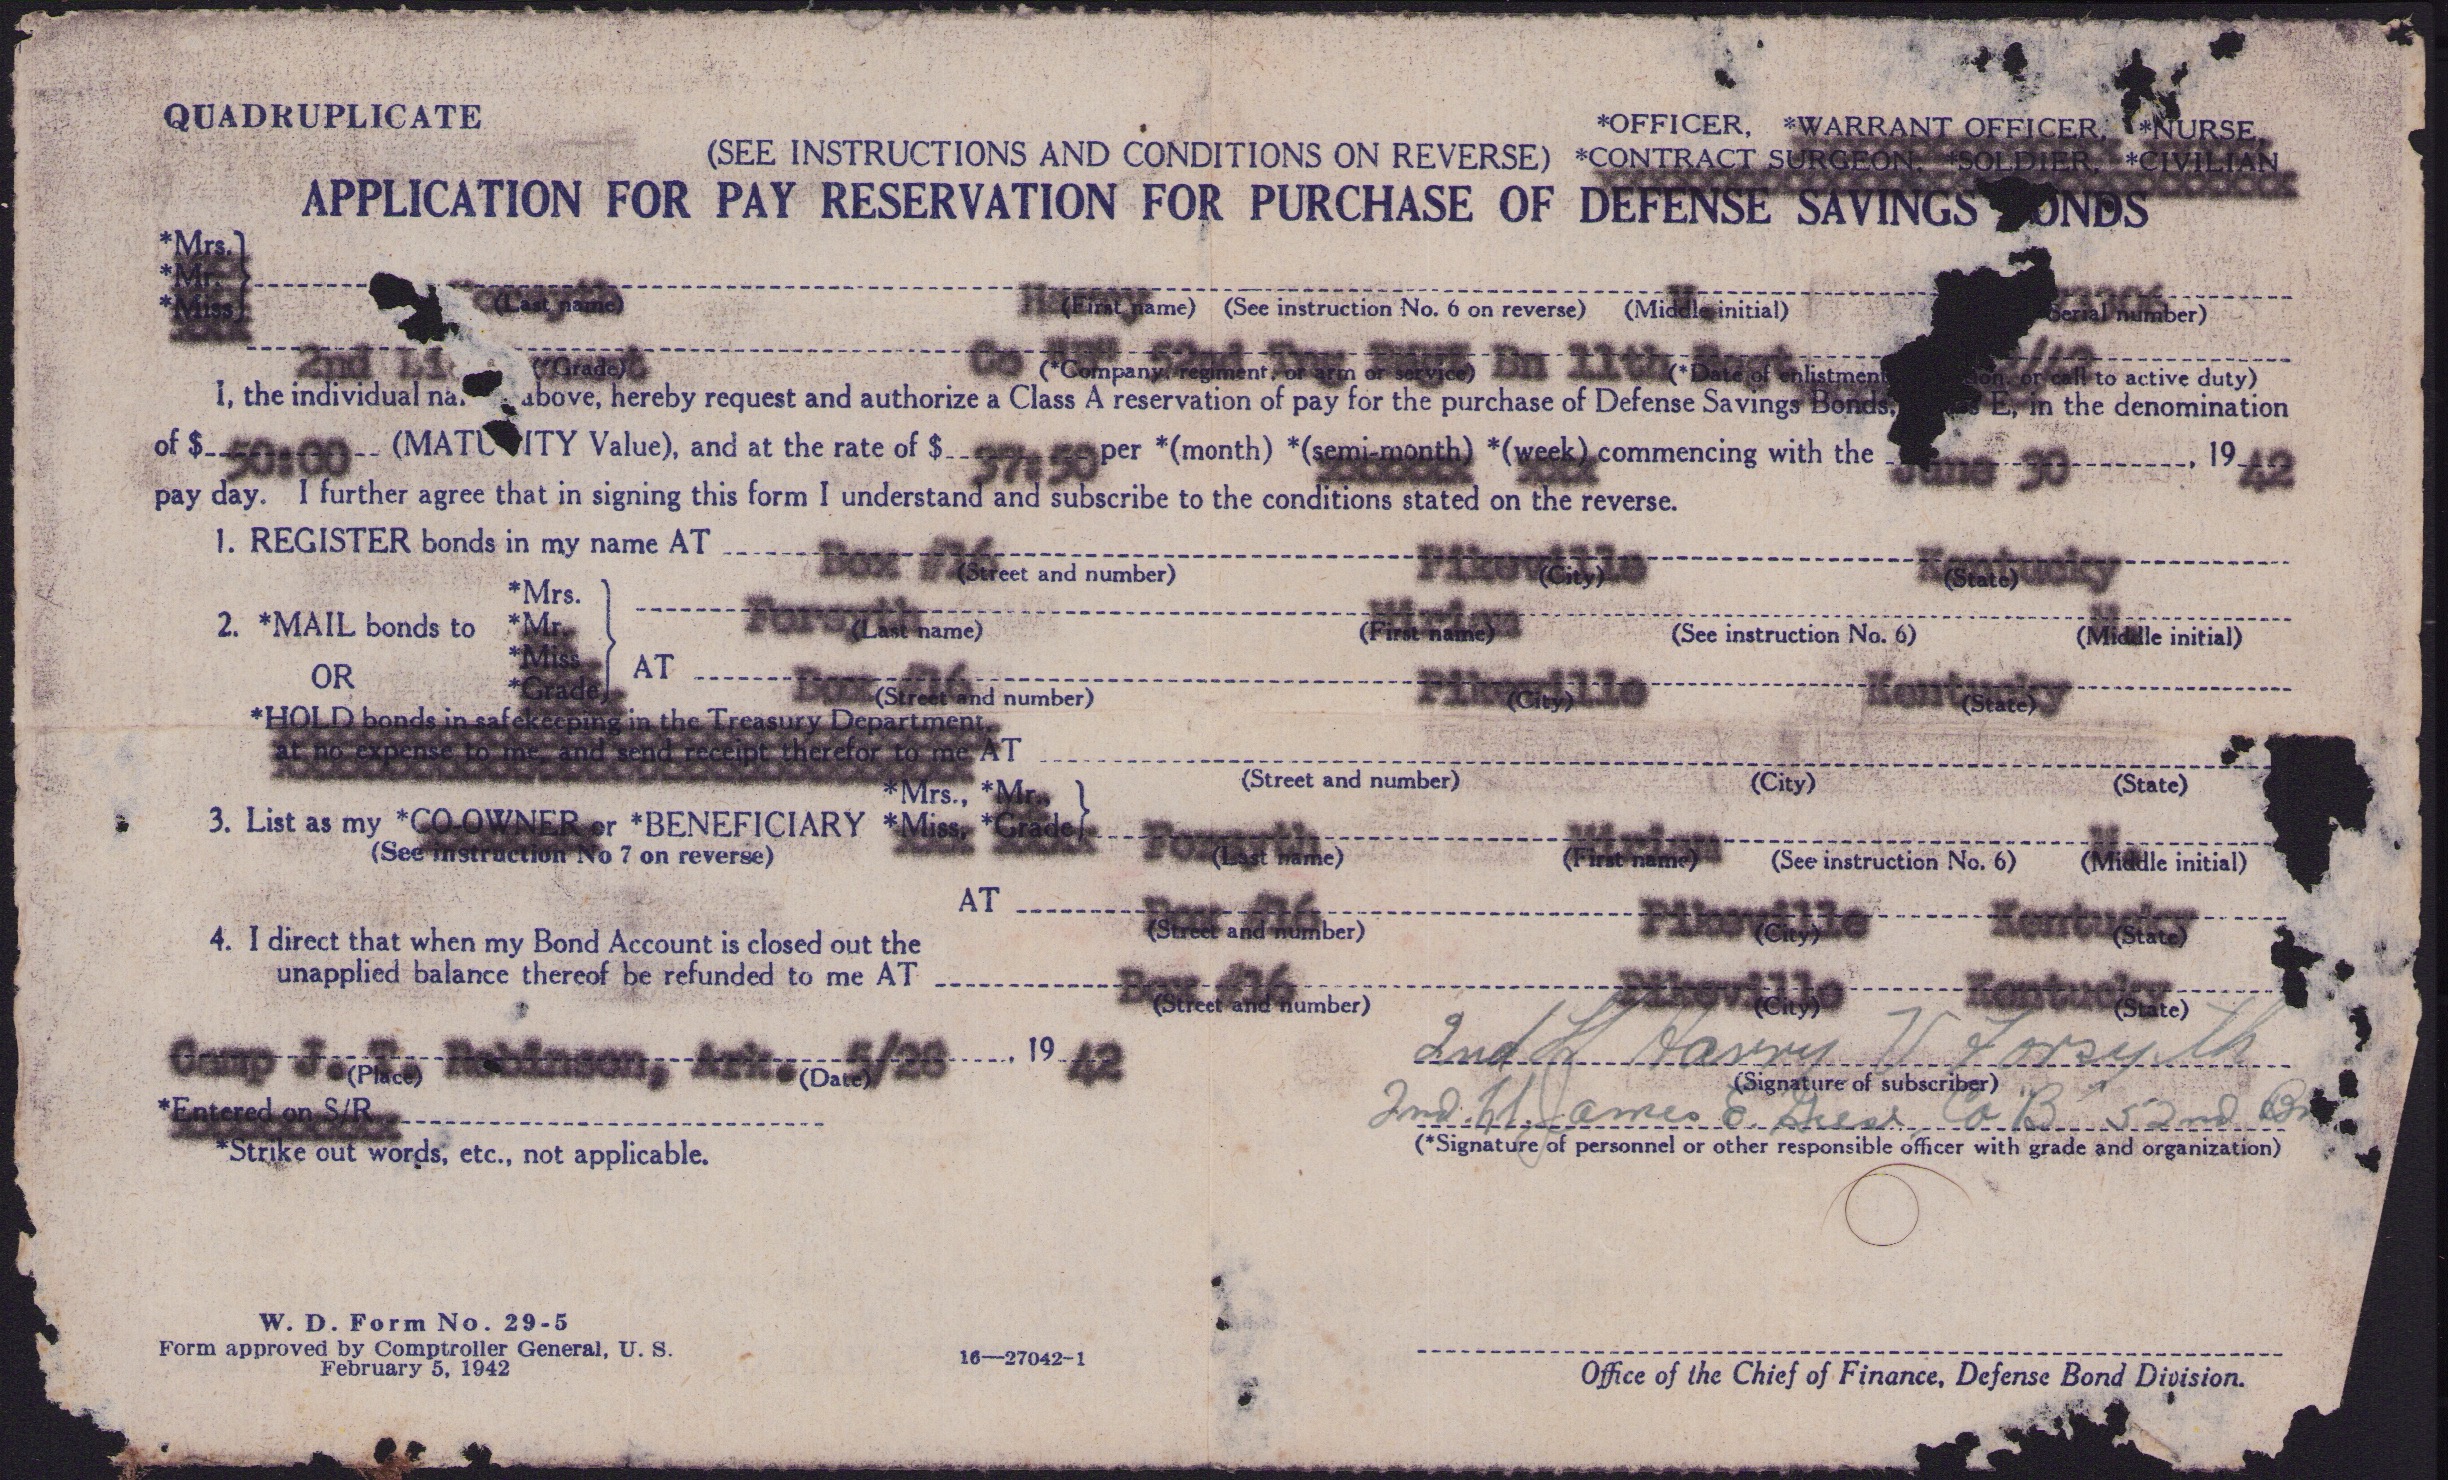 QUADRUPLICATE
*OFFICER, *WARRANT OFFICER, *NURSE,
(SEE INSTRUCTIONS AND CONDITIONS ON REVERSE) *CONTRACT SURGEON, *SOLDIER, *CIVILIAN
APPLICATION FOR PAY RESERVATION FOR PURCHASE OF DEFENSE SAVINGS BONDS
*Mrs.
*Mr.
*Miss
Forsyth Harry
(Last name) (First name) (See instruction No. 6 on reverse) (Middle initial) (Serial number)
2nd Co 52nd Bn 11th
(*Grade) (*Company, regiment, or arm or service) (*Date of enlistment, or call to active duty)
I, the individual above, hereby request and authorize a Class A reservation of pay for the purchase of Defense Savings Bonds, E, in the denomination
of $ 50:00 (MATURITY Value), and at the rate of $ 37:50 per *(month) *(semi-month) *(week) commencing with the June 30, 19 42
pay day. I further agree that in signing this form I understand and subscribe to the conditions stated on the reverse.
1. REGISTER bonds in my name AT Box #16 Pikeville Kentucky
(Street and number) (City) (State)
*Mrs.
2. *MAIL bonds to *Mr. Forsyth Mirian M
(Last name) (First name) (See instruction No. 6) (Middle initial)
*Miss
OR *Grade AT Box #16 Pikeville Kentucky
(Street and number) (City) (State)
*HOLD bonds in safekeeping in the Treasury Department,
at no expense to me, and send receipt therefor to me AT
(Street and number) (City) (State)
*Mrs., *Mr.,
3. List as my *CO-OWNER or *BENEFICIARY *Miss, *Grade Forsyth Mirian M
(See instruction No 7 on reverse) (Last name) (First name) (See instruction No. 6) (Middle initial)
AT Box #16 Pikeville Kentucky
(Street and number) (City) (State)
4. I direct that when my Bond Account is closed out the
unapplied balance thereof be refunded to me AT Box #16 Pikeville Kentucky
(Street and number) (City) (State)
Camp J. T. Robinson, Ark. 5/28, 19 42
(Place) (Date)
2nd Lt Harry V Forsyth
(Signature of subscriber)
*Entered on S/R
2nd. Lt. James E. Co "B" 52nd Bn
(*Signature of personnel or other responsible officer with grade and organization)
*Strike out words, etc., not applicable.
W. D. Form No. 29-5
Form approved by Comptroller General, U. S.
February 5, 1942
16—27042-1
Office of the Chief of Finance, Defense Bond Division.